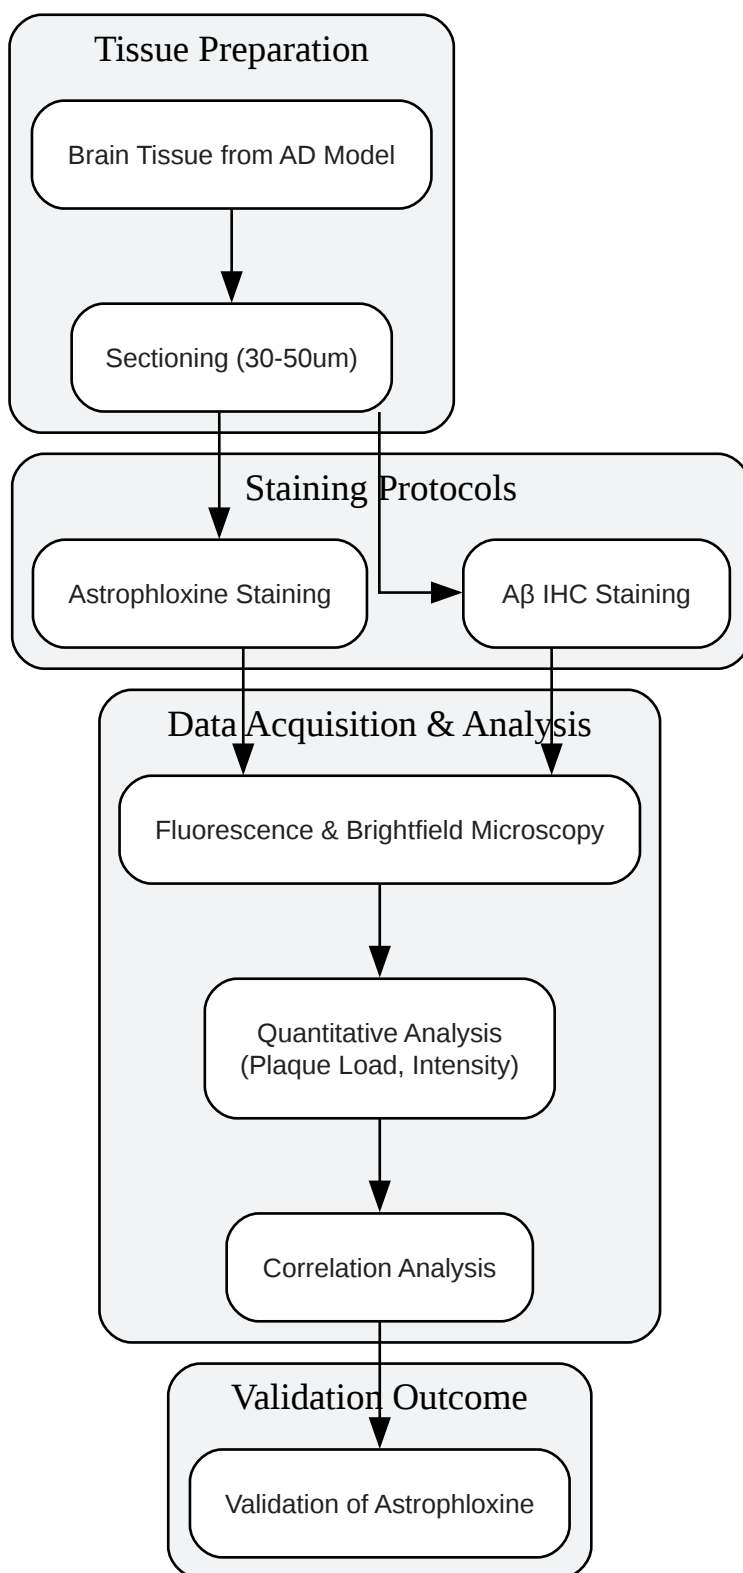 Tissue Preparation
Brain Tissue from AD Model
Sectioning (30-50um)
Staining Protocols
Astrophloxine Staining
Aβ IHC Staining
Data Acquisition & Analysis
Fluorescence & Brightfield Microscopy
Quantitative Analysis
(Plaque Load, Intensity)
Correlation Analysis
Validation Outcome
Validation of Astrophloxine